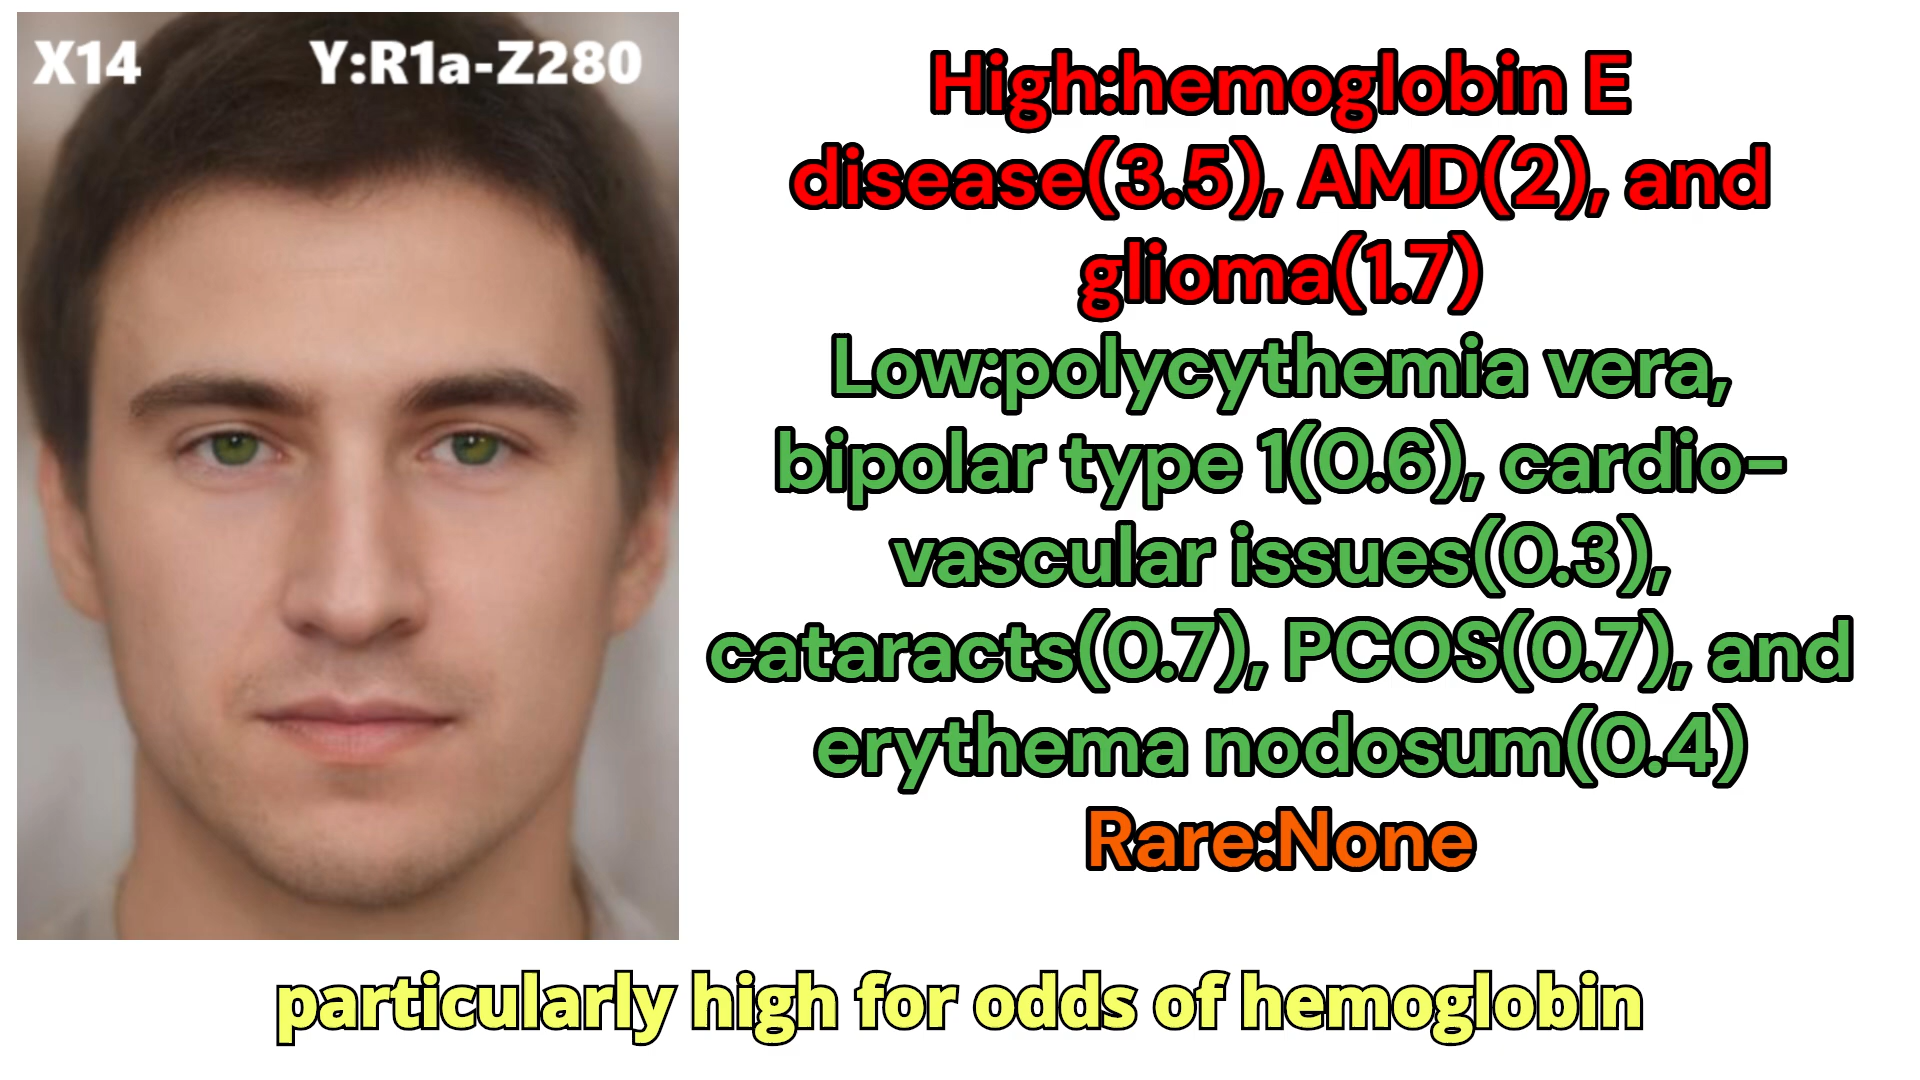 X14
Y:R1a-Z280
High:hemoglobin E
disease(3.5), AMD(2), and
glioma(1.7)
Low:polycythemia vera,
bipolar type 1(0.6), cardio-
vascular issues(0.3),
cataracts(0.7), PCOS(0.7), and
erythema nodosum(0.4)
Rare:None
particularly high for odds of hemoglobin